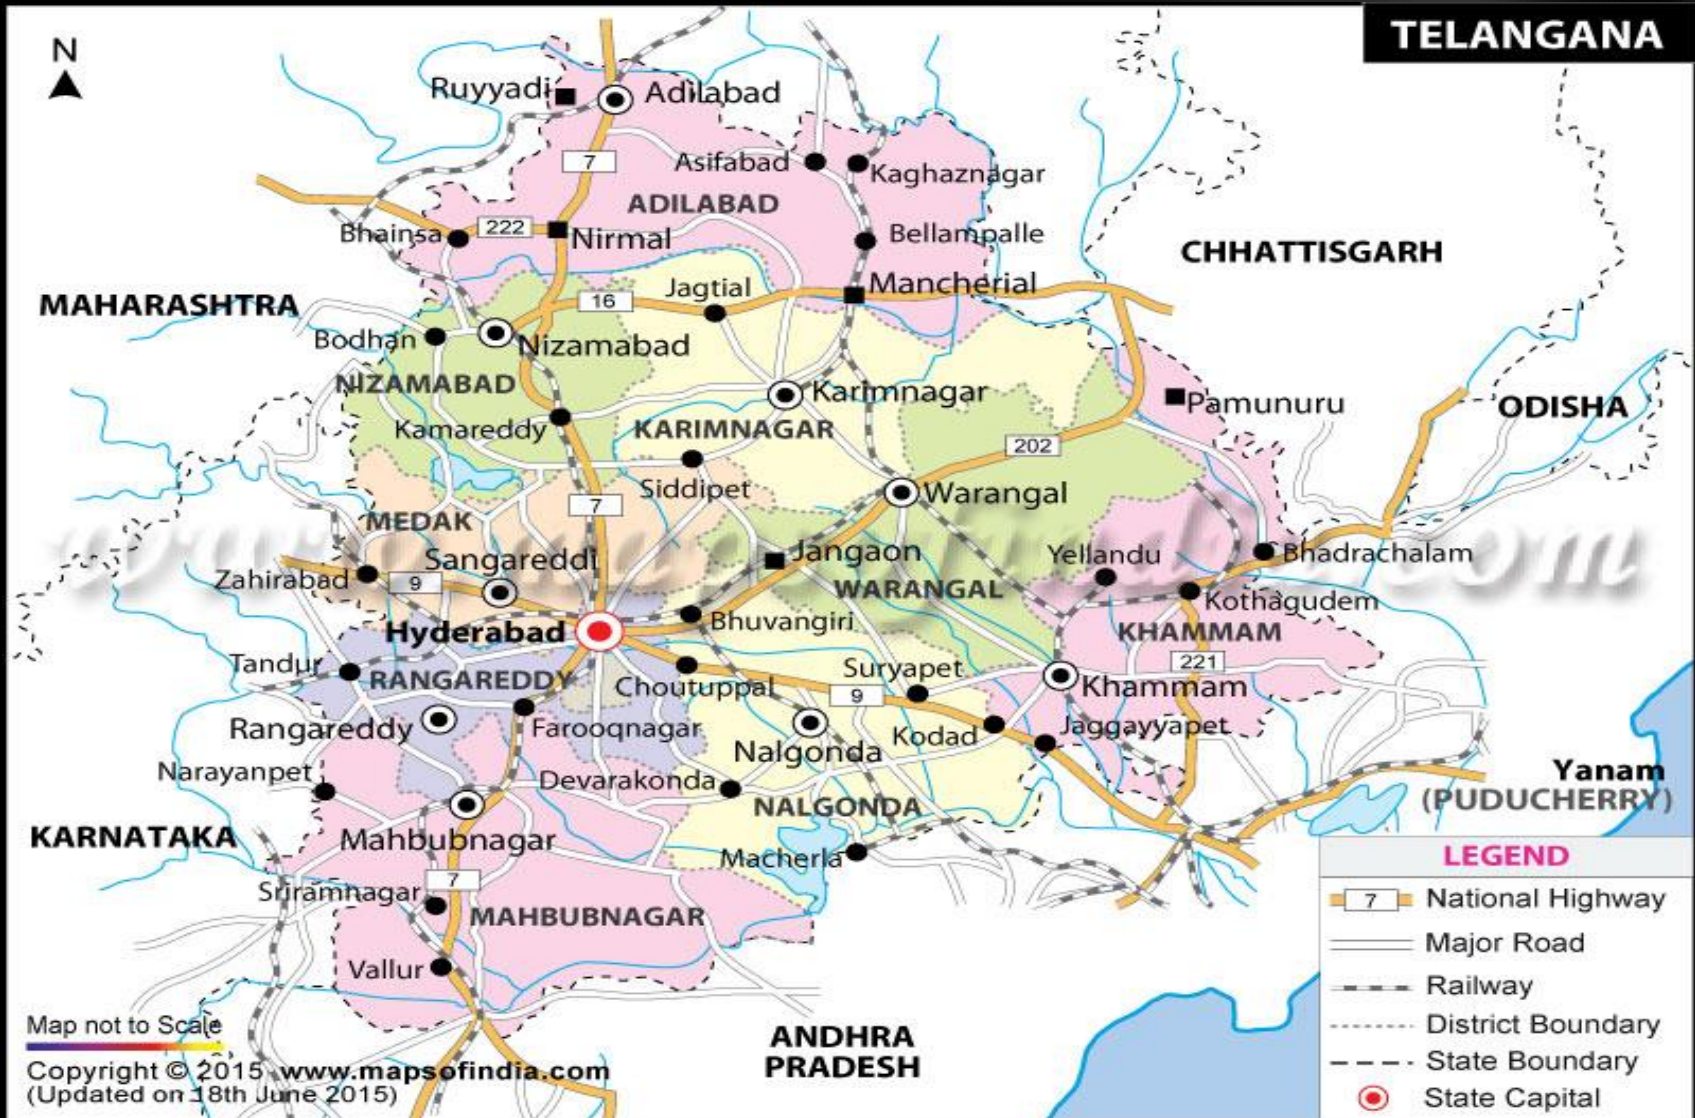 TELANGANA
N
Ruyyadi
Adilabad
7
Asifabad
Kaghaznagar
ADILABAD
Bhainsa
222
Nirmal
Bellampalle
CHHATTISGARH
MAHARASHTRA
16
Jagtial
Mancherial
Bodhan
Nizamabad
NIZAMABAD
Karimnagar
Pamunuru
ODISHA
Kamareddy
KARIMNAGAR
202
Siddipet
Warangal
7
MEDAK
www.mapsofindia.com
Sangareddi
Jangaon
Yellandu
Bhadrachalam
Zahirabad
9
WARANGAL
Kothagudem
Hyderabad
Bhuvangiri
KHAMMAM
Tandur
RANGAREDDY
Choutuppal
Suryapet
221
9
Khammam
Rangareddy
Farooqnagar
Nalgonda
Kodad
Jaggayyapet
Narayanpet
Devarakonda
NALGONDA
Yanam
(PUDUCHERRY)
KARNATAKA
Mahbubnagar
Macherla
7
Sriramnagar
MAHBUBNAGAR
Vallur
ANDHRA
PRADESH
Map not to Scale
Copyright © 2015 www.mapsofindia.com
(Updated on 18th June 2015)
LEGEND
7 National Highway
Major Road
Railway
District Boundary
State Boundary
State Capital